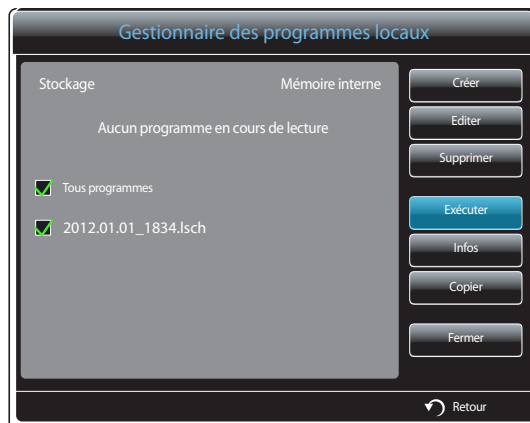 Gestionnaire des programmes locaux
Stockage Mémoire interne
Aucun programme en cours de lecture
Tous programmes
2012.01.01_1834.lsch
Créer
Editer
Supprimer
Exécuter
Infos
Copier
Fermer
Retour